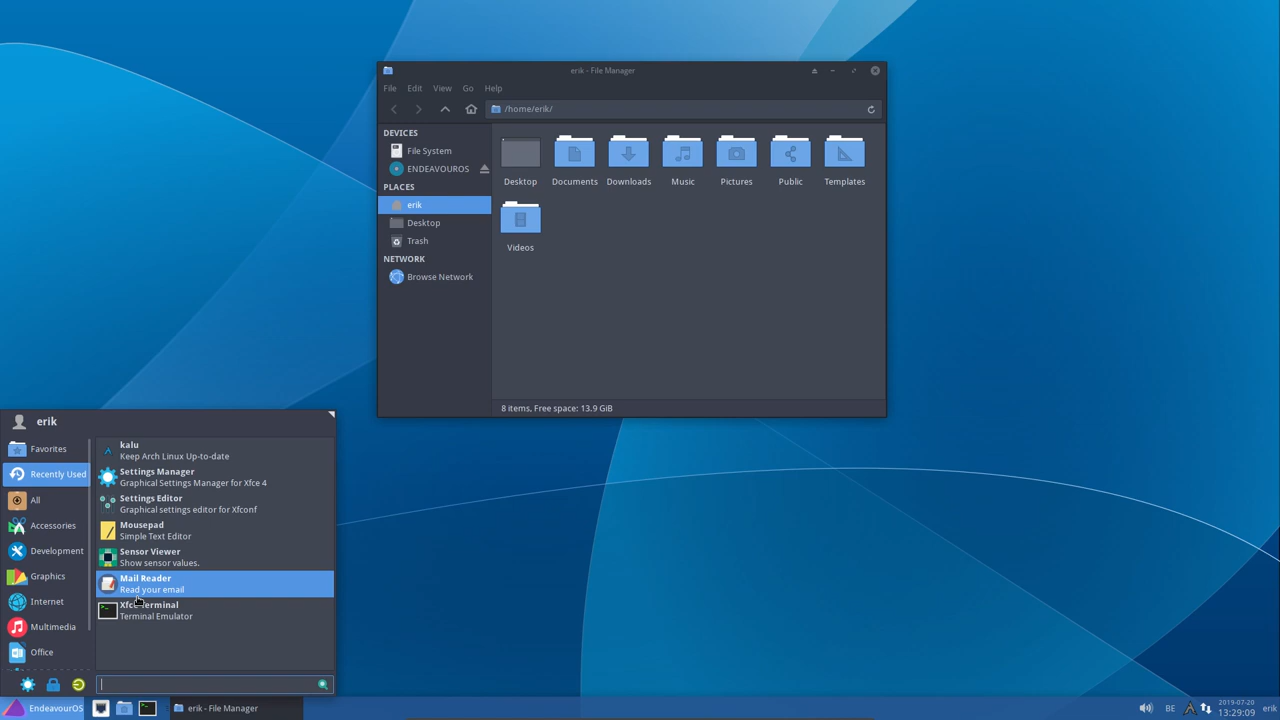 erik - File Manager
File Edit View Go Help
/home/erik/
DEVICES
File System
ENDEAVOUROS
PLACES
erik
Desktop
Trash
NETWORK
Browse Network
Desktop Documents Downloads Music Pictures Public Templates
Videos
8 items, Free space: 13.9 GiB
erik
Favorites
Recently Used
All
Accessories
Development
Graphics
Internet
Multimedia
Office
kalu
Keep Arch Linux Up-to-date
Settings Manager
Graphical Settings Manager for Xfce 4
Settings Editor
Graphical settings editor for Xfconf
Mousepad
Simple Text Editor
Sensor Viewer
Show sensor values.
Mail Reader
Read your email
Xfce Terminal
Terminal Emulator
EndeavourOS
erik - File Manager
BE
2019-07-20
13:29:09
erik